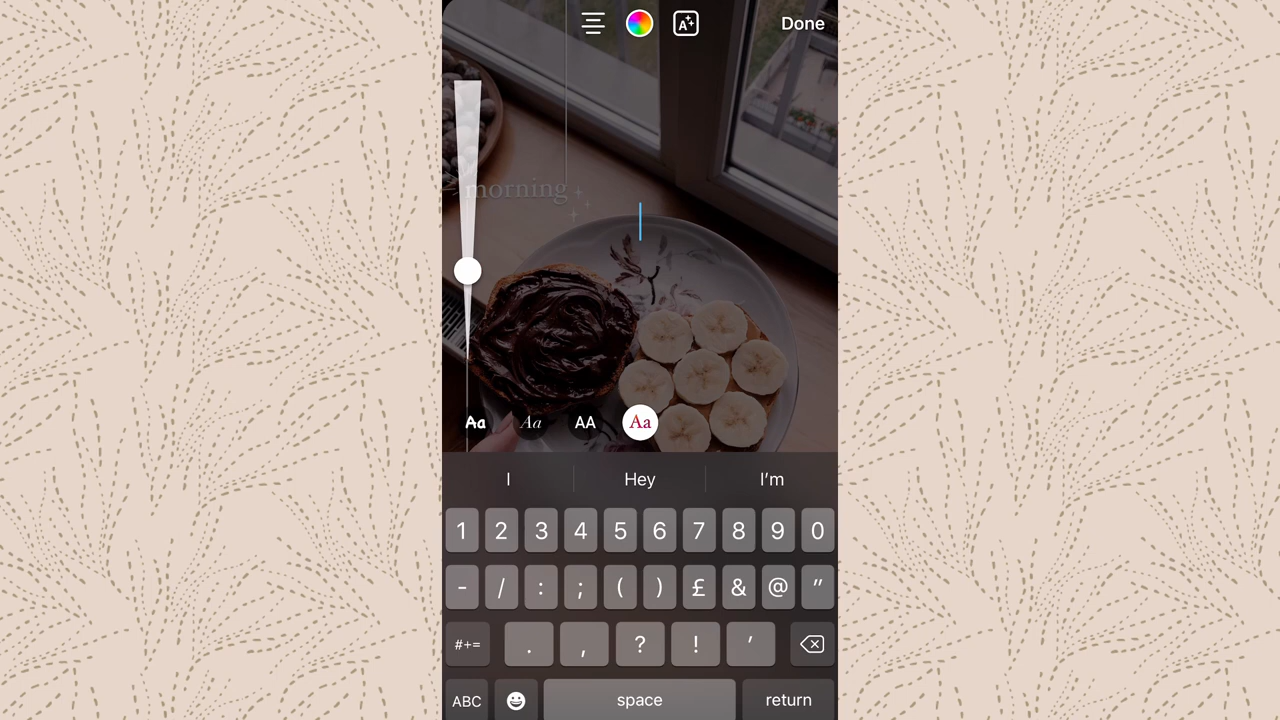 A
Done
morning
Aa
Aa
AA
Aa
I Hey I’m
1 2 3 4 5 6 7 8 9 0
- / : ; ( ) £ & @ "
#+= . , ? ! ’
ABC space return